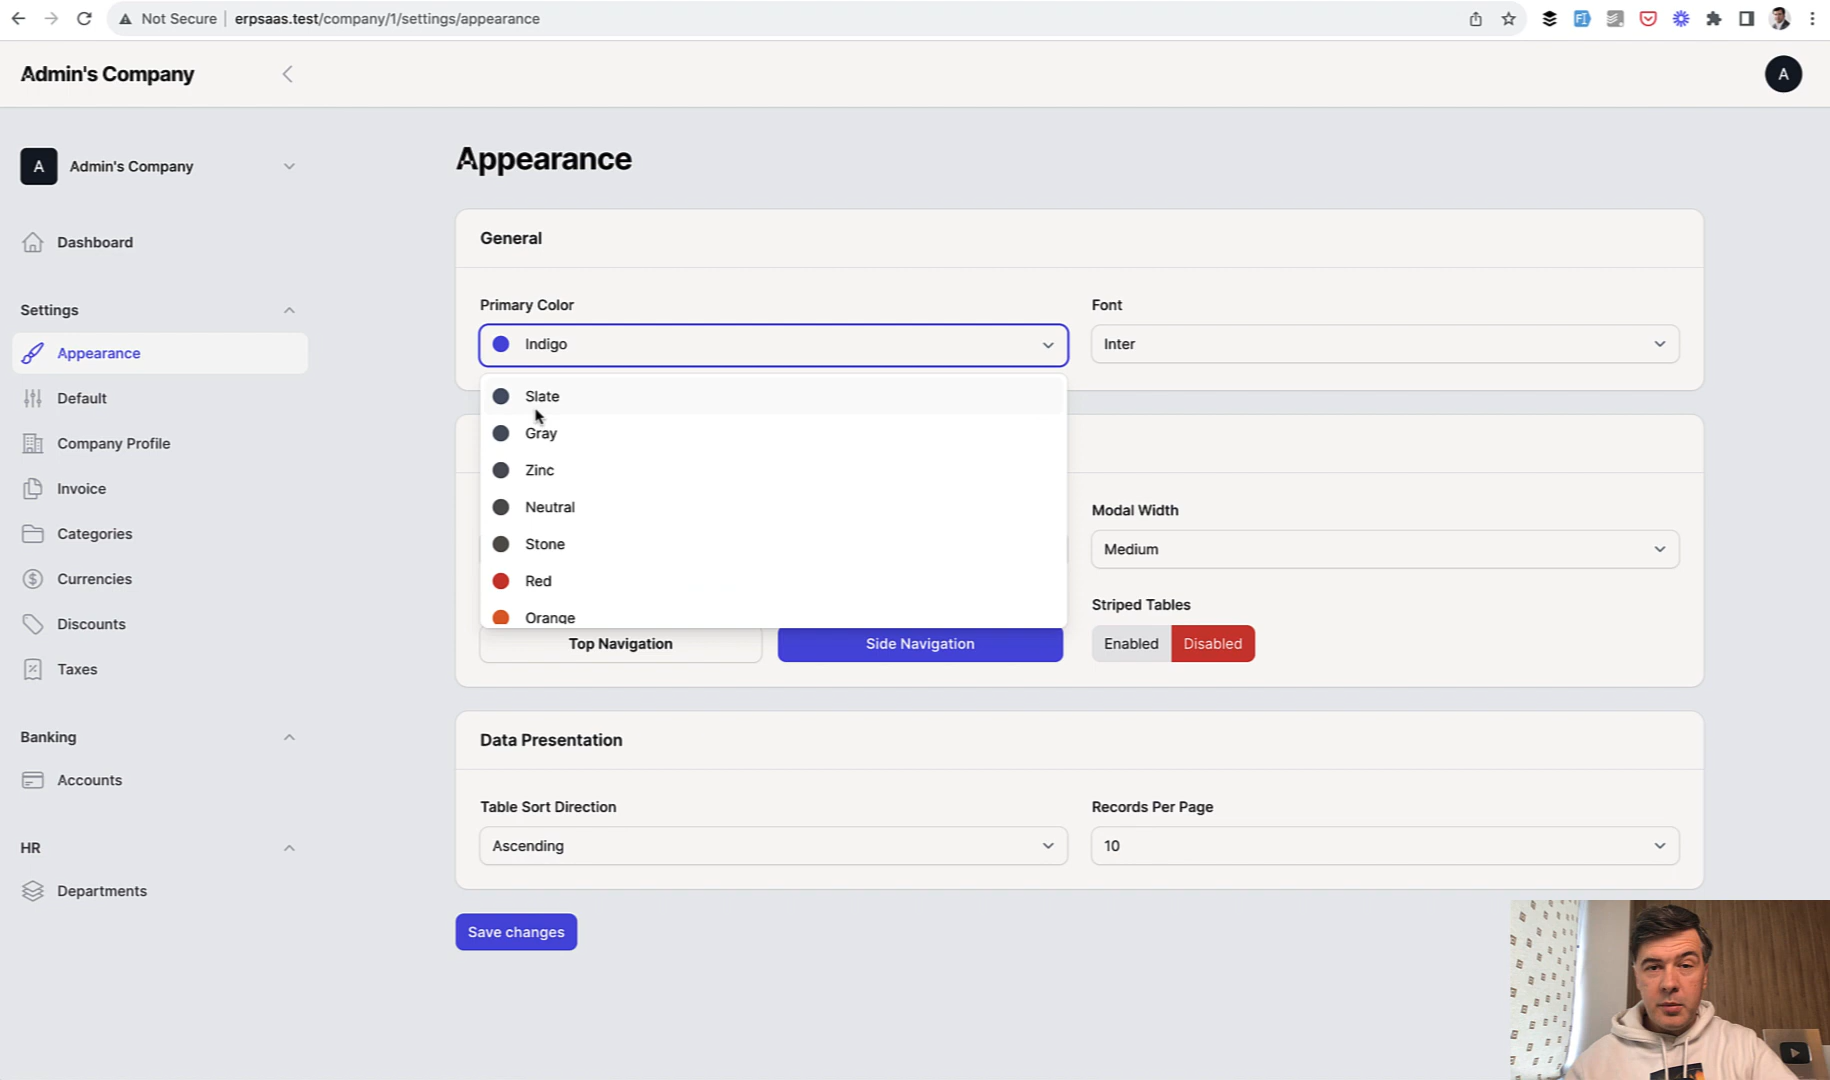 Not Secure | erpsaas.test/company/1/settings/appearance
Admin's Company
A
A Admin's Company
Dashboard
Settings
Appearance
Default
Company Profile
Invoice
Categories
Currencies
Discounts
Taxes
Banking
Accounts
HR
Departments
Appearance
General
Primary Color
Indigo
Slate
Gray
Zinc
Neutral
Stone
Red
Orange
Font
Inter
Modal Width
Medium
Top Navigation
Side Navigation
Striped Tables
Enabled Disabled
Data Presentation
Table Sort Direction
Ascending
Records Per Page
10
Save changes